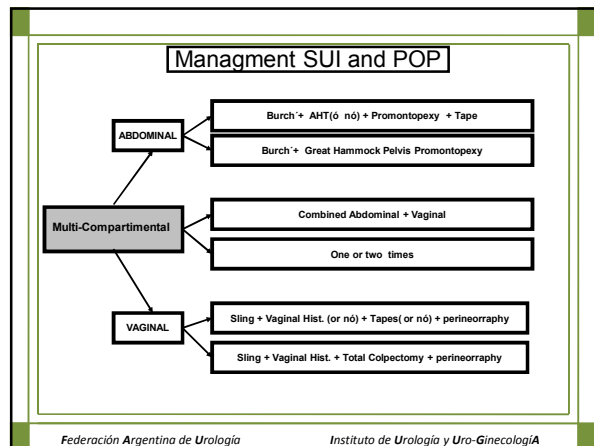 Managment SUI and POP
Burch´+ AHT(ó nó) + Promontopexy + Tape
ABDOMINAL
Burch´+ Great Hammock Pelvis Promontopexy
Multi-Compartimental
Combined Abdominal + Vaginal
One or two times
Sling + Vaginal Hist. (or nó) + Tapes( or nó) + perineorraphy
VAGINAL
Sling + Vaginal Hist. + Total Colpectomy + perineorraphy
Federación Argentina de Urología
Instituto de Urología y Uro-GinecologíA